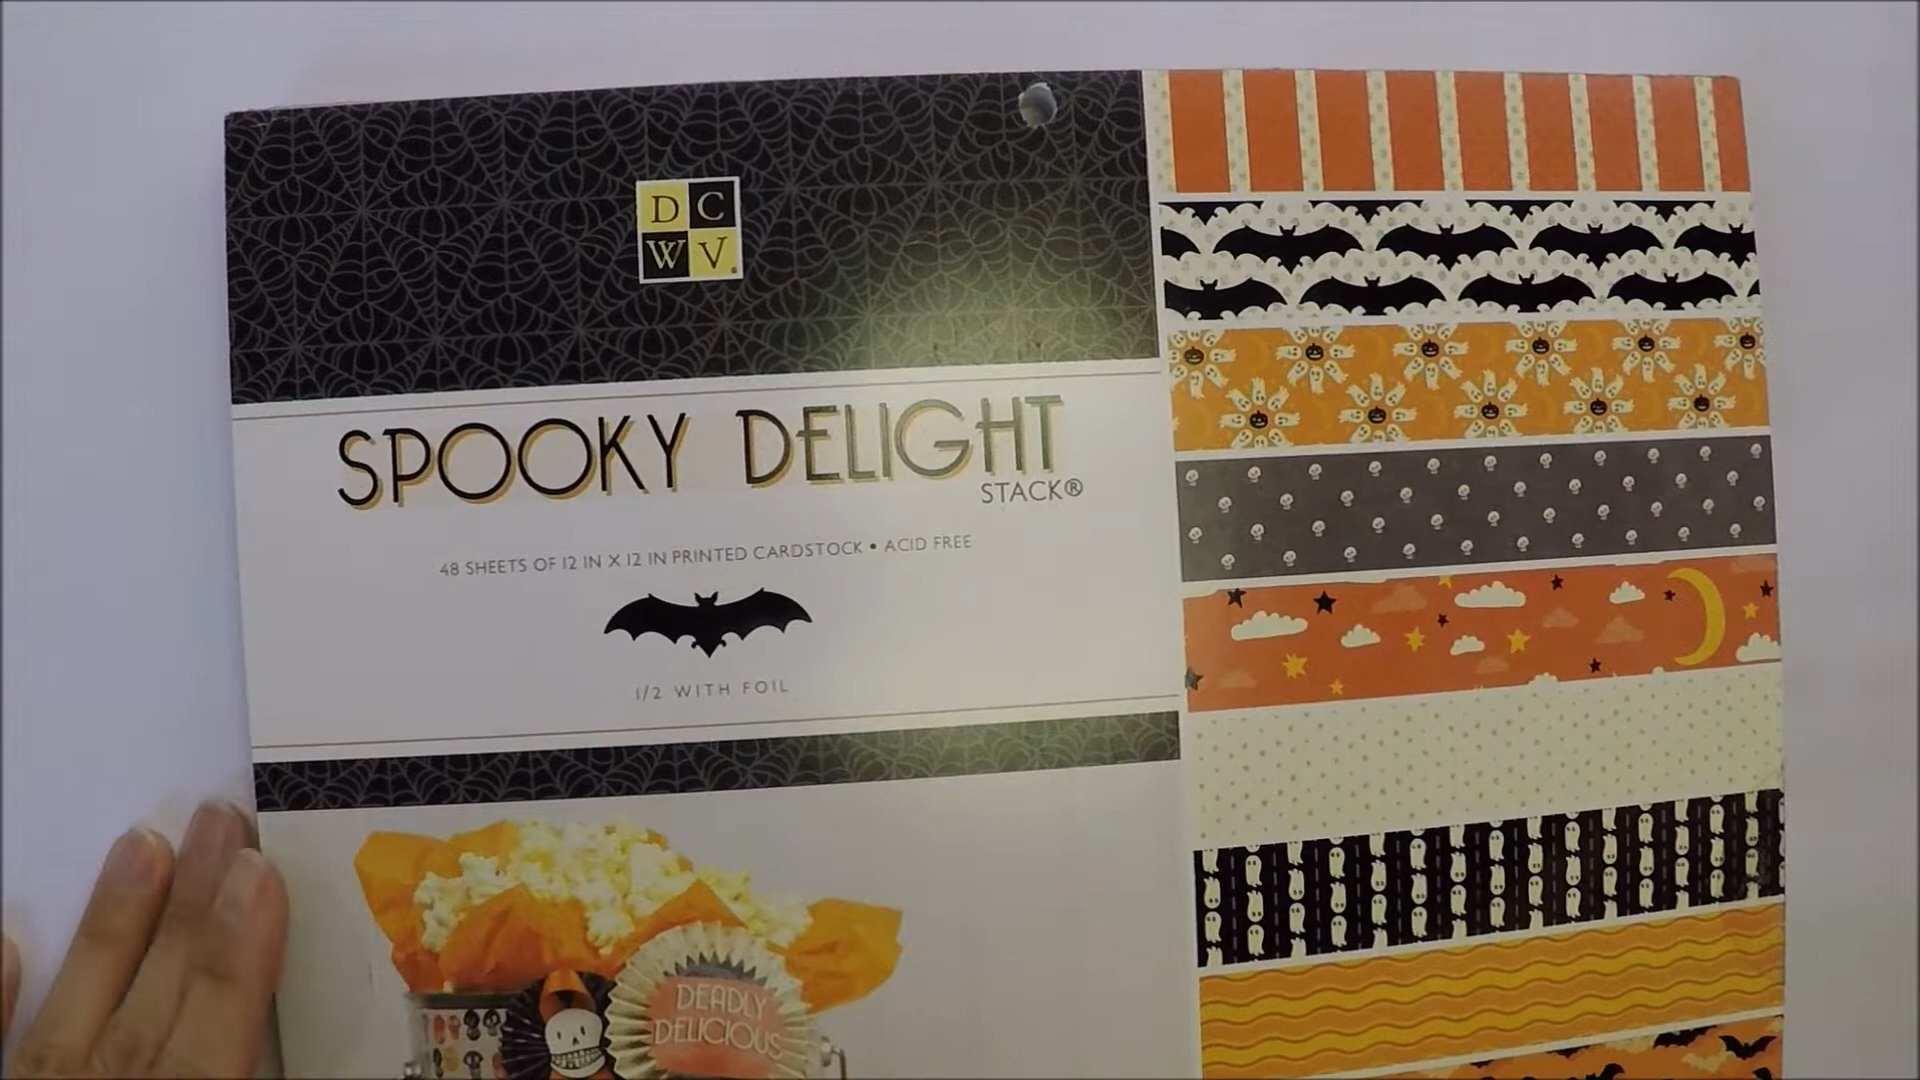 D C
W V
SPOOKY DELIGHT
STACK®
48 SHEETS OF 12 IN X 12 IN PRINTED CARDSTOCK • ACID FREE
1/2 WITH FOIL
DEADLY
DELICIOUS